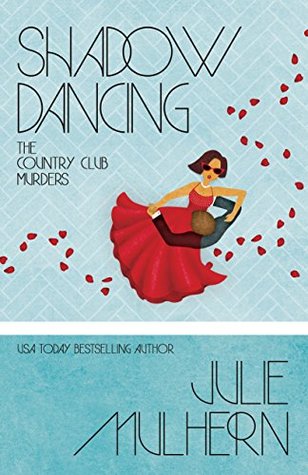 SHADOW
DANCING
THE
COUNTRY CLUB
MURDERS
USA TODAY BESTSELLING AUTHOR
JULIE
MULHERN